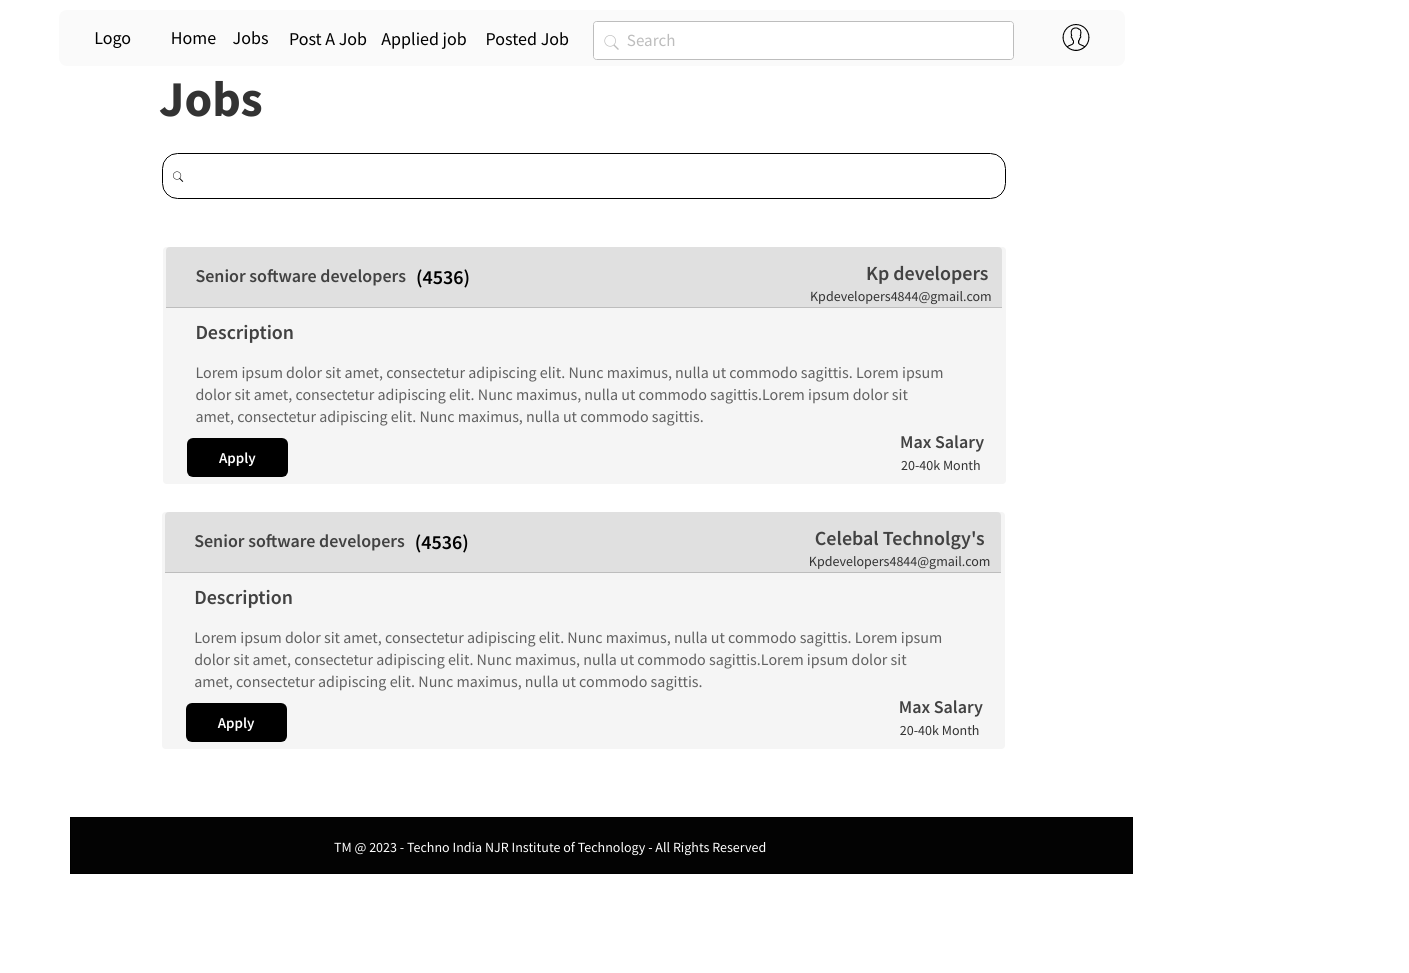 Logo Home Jobs Post A Job Applied job Posted Job Search
Jobs
Senior software developers (4536) Kp developers
Kpdevelopers4844@gmail.com
Description
Lorem ipsum dolor sit amet, consectetur adipiscing elit. Nunc maximus, nulla ut commodo sagittis. Lorem ipsum
dolor sit amet, consectetur adipiscing elit. Nunc maximus, nulla ut commodo sagittis.Lorem ipsum dolor sit
amet, consectetur adipiscing elit. Nunc maximus, nulla ut commodo sagittis.
Max Salary
Apply
20-40k Month
Senior software developers (4536) Celebal Technolgy's
Kpdevelopers4844@gmail.com
Description
Lorem ipsum dolor sit amet, consectetur adipiscing elit. Nunc maximus, nulla ut commodo sagittis. Lorem ipsum
dolor sit amet, consectetur adipiscing elit. Nunc maximus, nulla ut commodo sagittis.Lorem ipsum dolor sit
amet, consectetur adipiscing elit. Nunc maximus, nulla ut commodo sagittis.
Max Salary
Apply
20-40k Month
TM @ 2023 - Techno India NJR Institute of Technology - All Rights Reserved